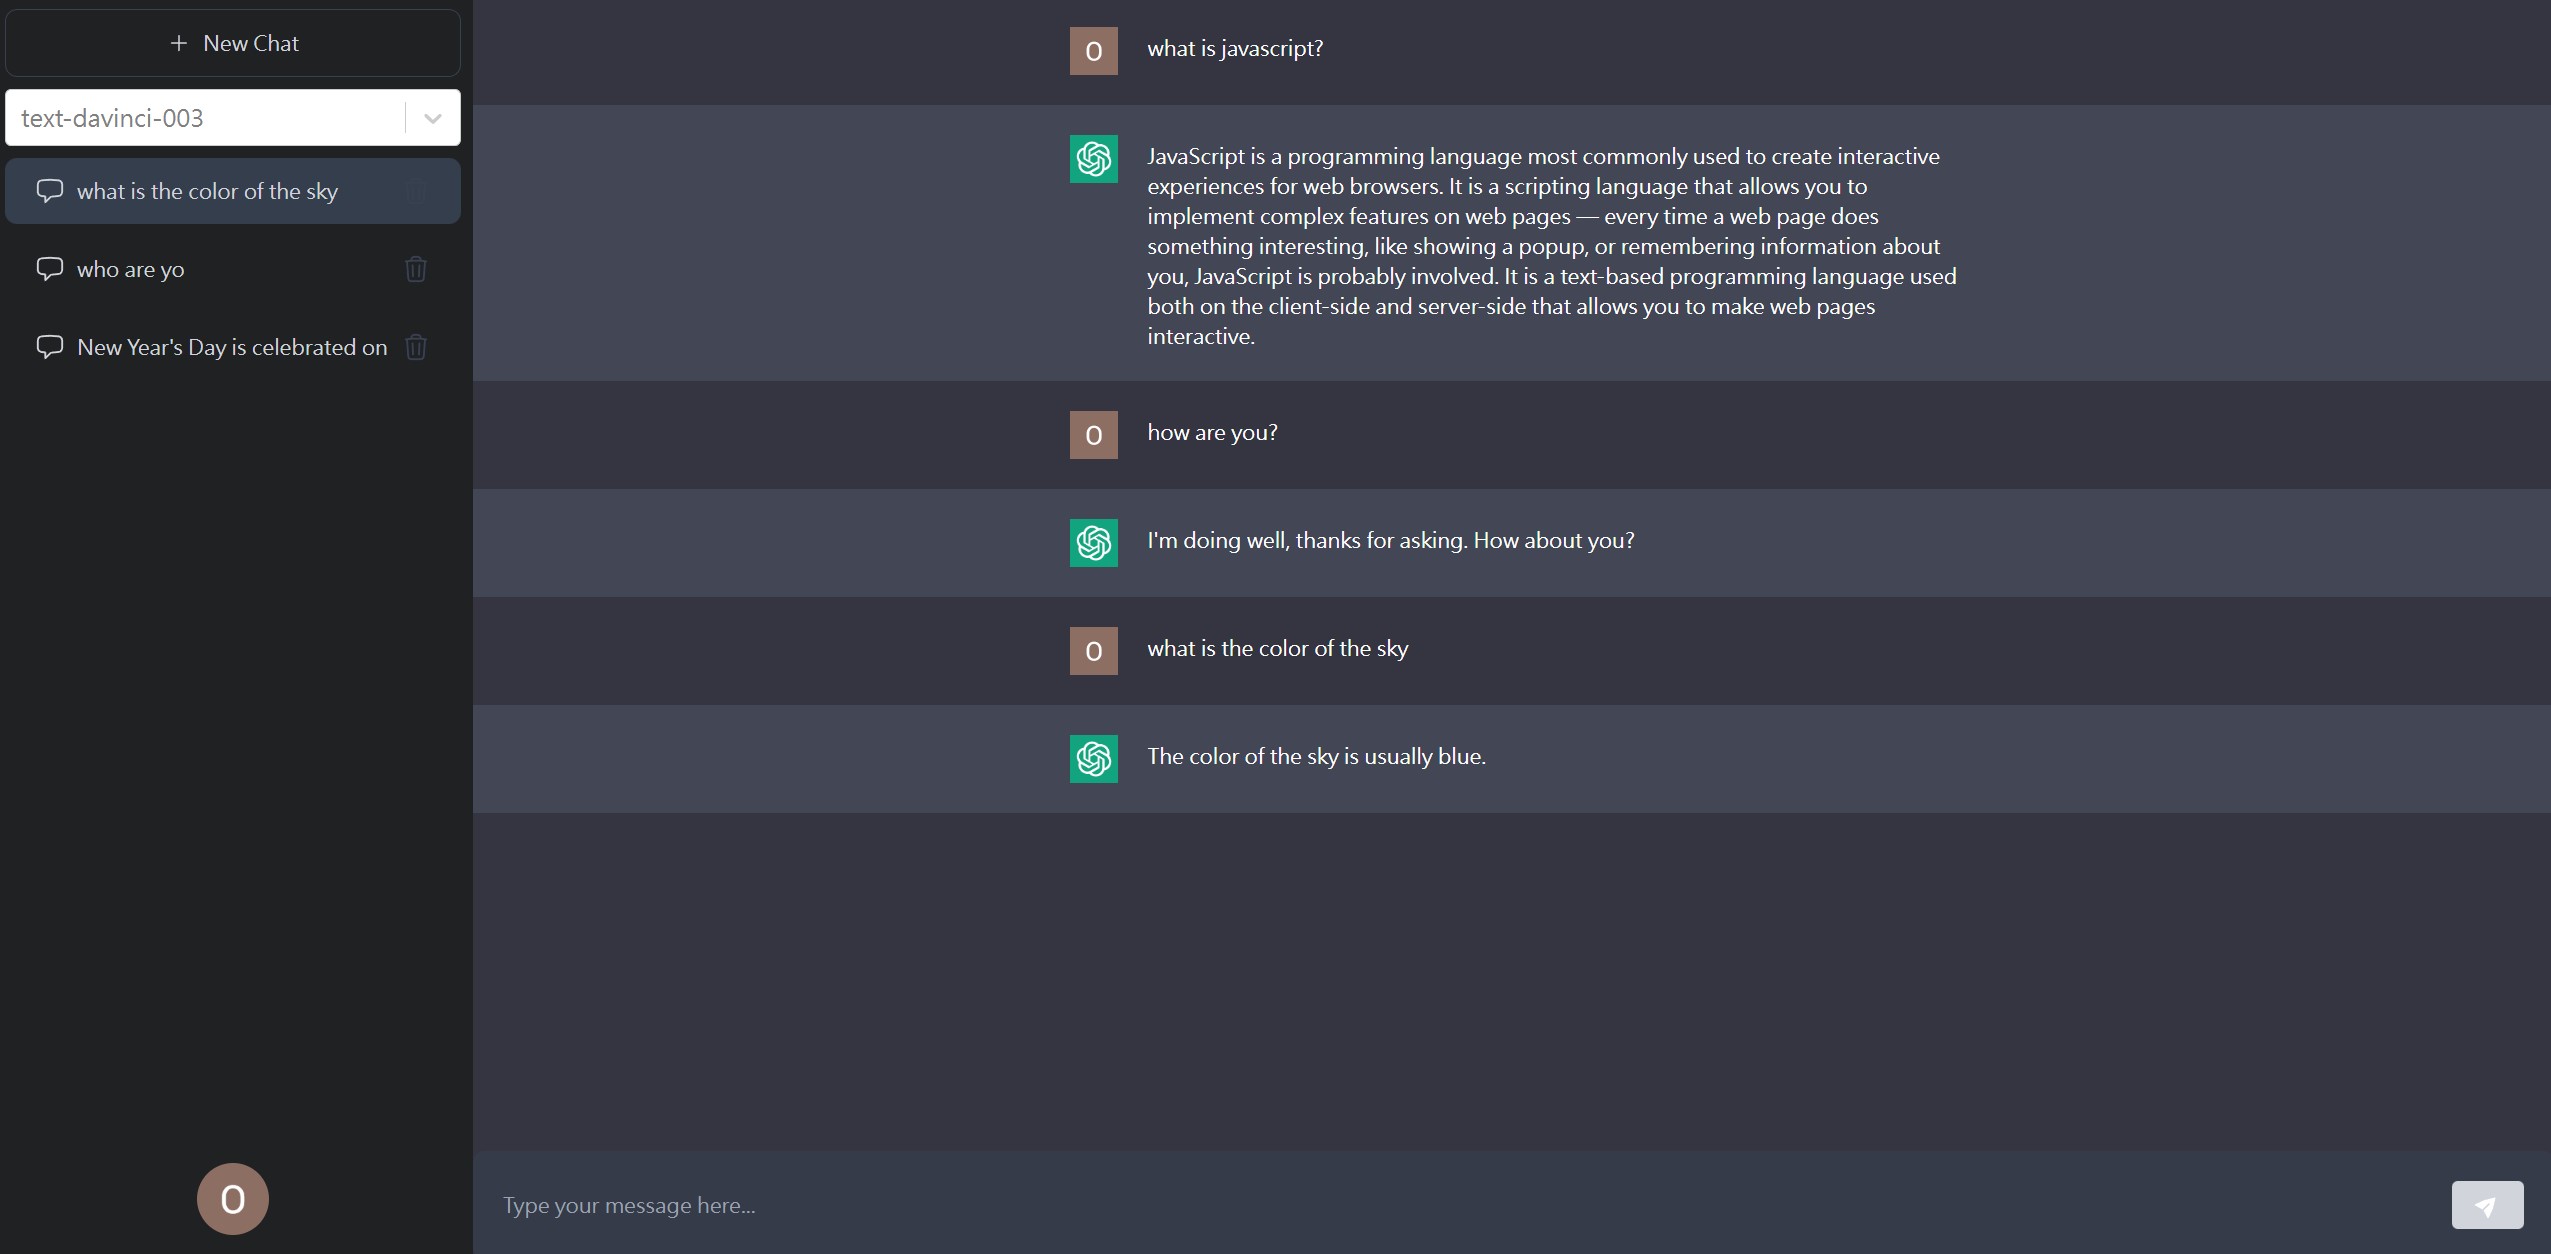 New Chat
text-davinci-003
what is the color of the sky
who are yo
New Year's Day is celebrated on
O
O
what is javascript?
JavaScript is a programming language most commonly used to create interactive
experiences for web browsers. It is a scripting language that allows you to
implement complex features on web pages — every time a web page does
something interesting, like showing a popup, or remembering information about
you, JavaScript is probably involved. It is a text-based programming language used
both on the client-side and server-side that allows you to make web pages
interactive.
O
how are you?
I'm doing well, thanks for asking. How about you?
O
what is the color of the sky
The color of the sky is usually blue.
Type your message here...